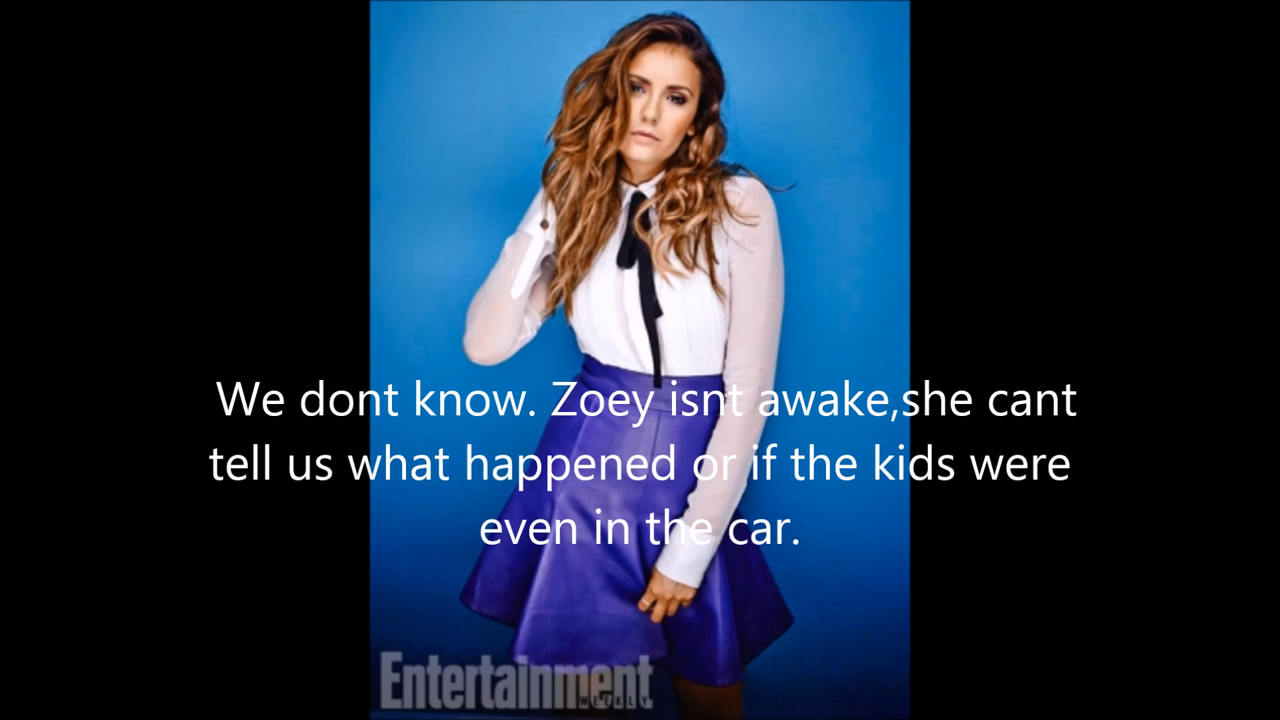 We dont know. Zoey isnt awake,she cant
tell us what happened or if the kids were
even in the car.
Entertainment
WEEKLY